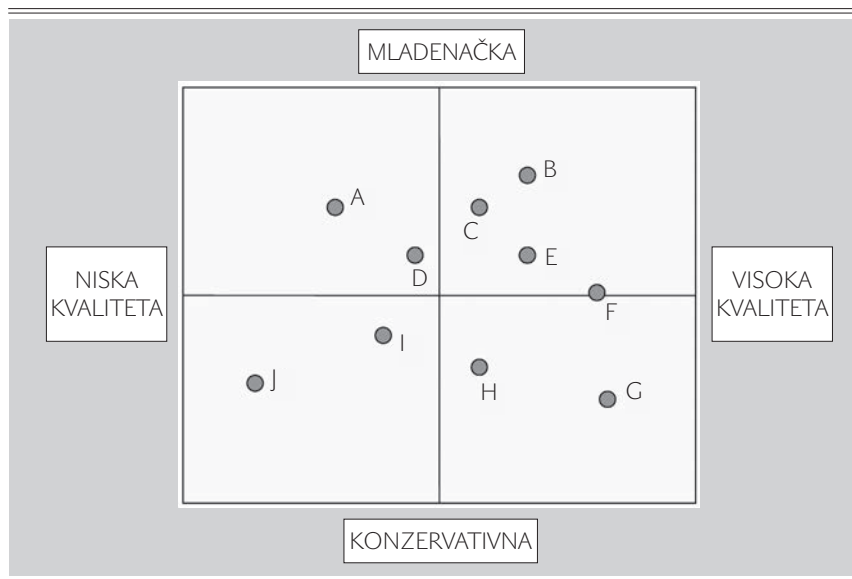 MLADENAČKA
B
A
C
E
D
NISKA
KVALITETA
VISOKA
KVALITETA
F
I
J
H
G
KONZERVATIVNA